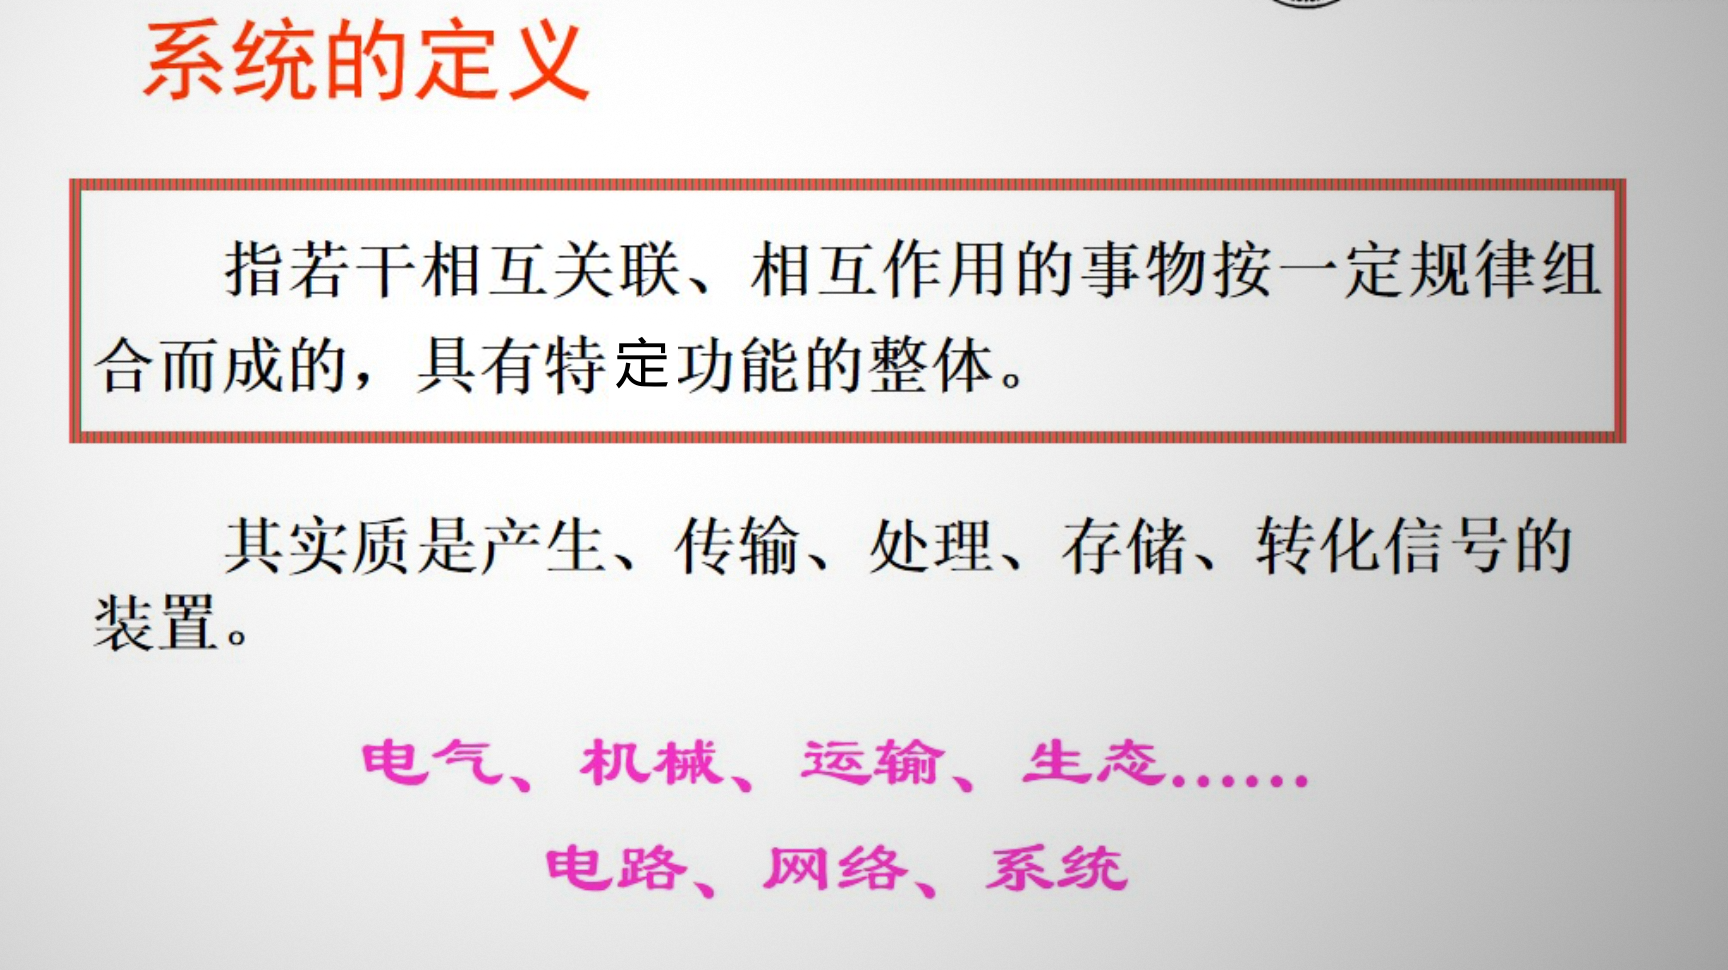 系统的定义
指若干相互关联、相互作用的事物按一定规律组
合而成的，具有特定功能的整体。
其实质是产生、传输、处理、存储、转化信号的
装置。
电气、机械、运输、生态......
电路、网络、系统